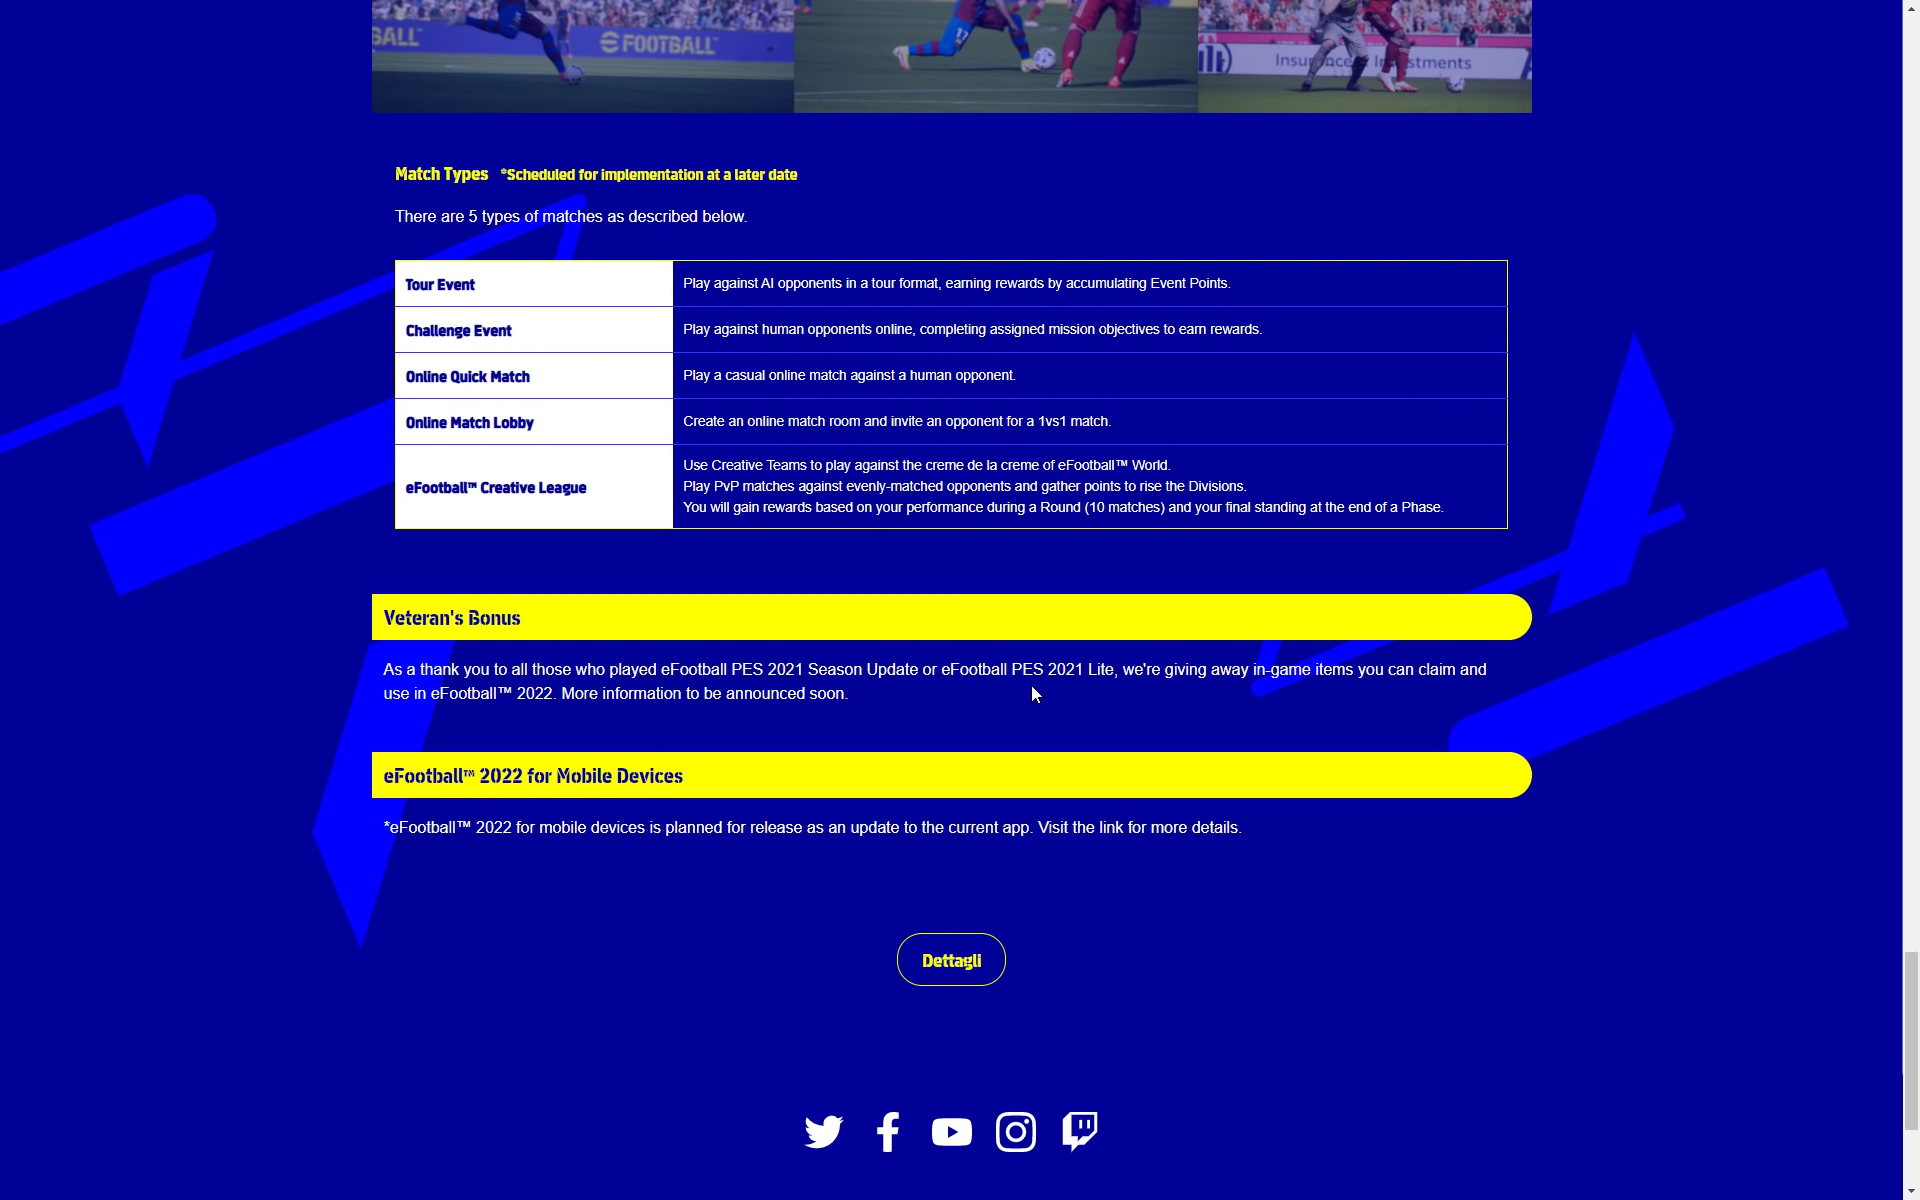 BALL™
eFOOTBALL™
17
Match Types *Scheduled for implementation at a later date
There are 5 types of matches as described below.
Tour Event
Play against AI opponents in a tour format, earning rewards by accumulating Event Points.
Challenge Event
Play against human opponents online, completing assigned mission objectives to earn rewards.
Online Quick Match
Play a casual online match against a human opponent.
Online Match Lobby
Create an online match room and invite an opponent for a 1vs1 match.
eFootball™ Creative League
Use Creative Teams to play against the creme de la creme of eFootball™ World.
Play PvP matches against evenly-matched opponents and gather points to rise the Divisions.
You will gain rewards based on your performance during a Round (10 matches) and your final standing at the end of a Phase.
Veteran's Bonus
As a thank you to all those who played eFootball PES 2021 Season Update or eFootball PES 2021 Lite, we're giving away in-game items you can claim and
use in eFootball™ 2022. More information to be announced soon.
eFootball™ 2022 for Mobile Devices
*eFootball™ 2022 for mobile devices is planned for release as an update to the current app. Visit the link for more details.
Dettagli